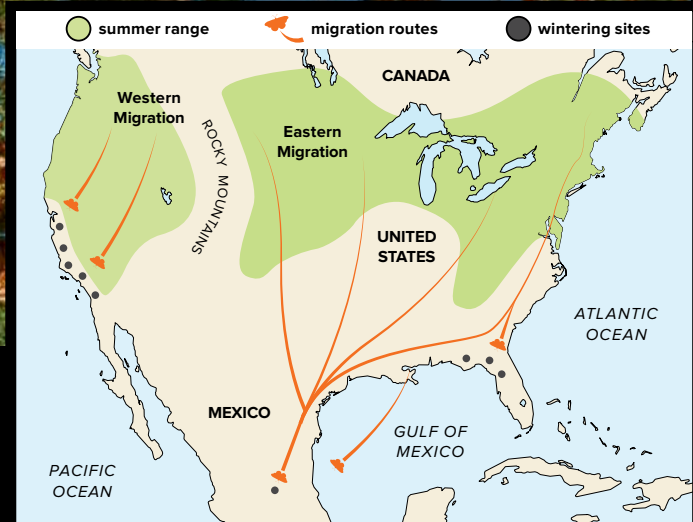 summer range
migration routes
wintering sites
CANADA
Western
Migration
ROCKY MOUNTAINS
Eastern
Migration
UNITED
STATES
ATLANTIC
OCEAN
MEXICO
GULF OF
MEXICO
PACIFIC
OCEAN